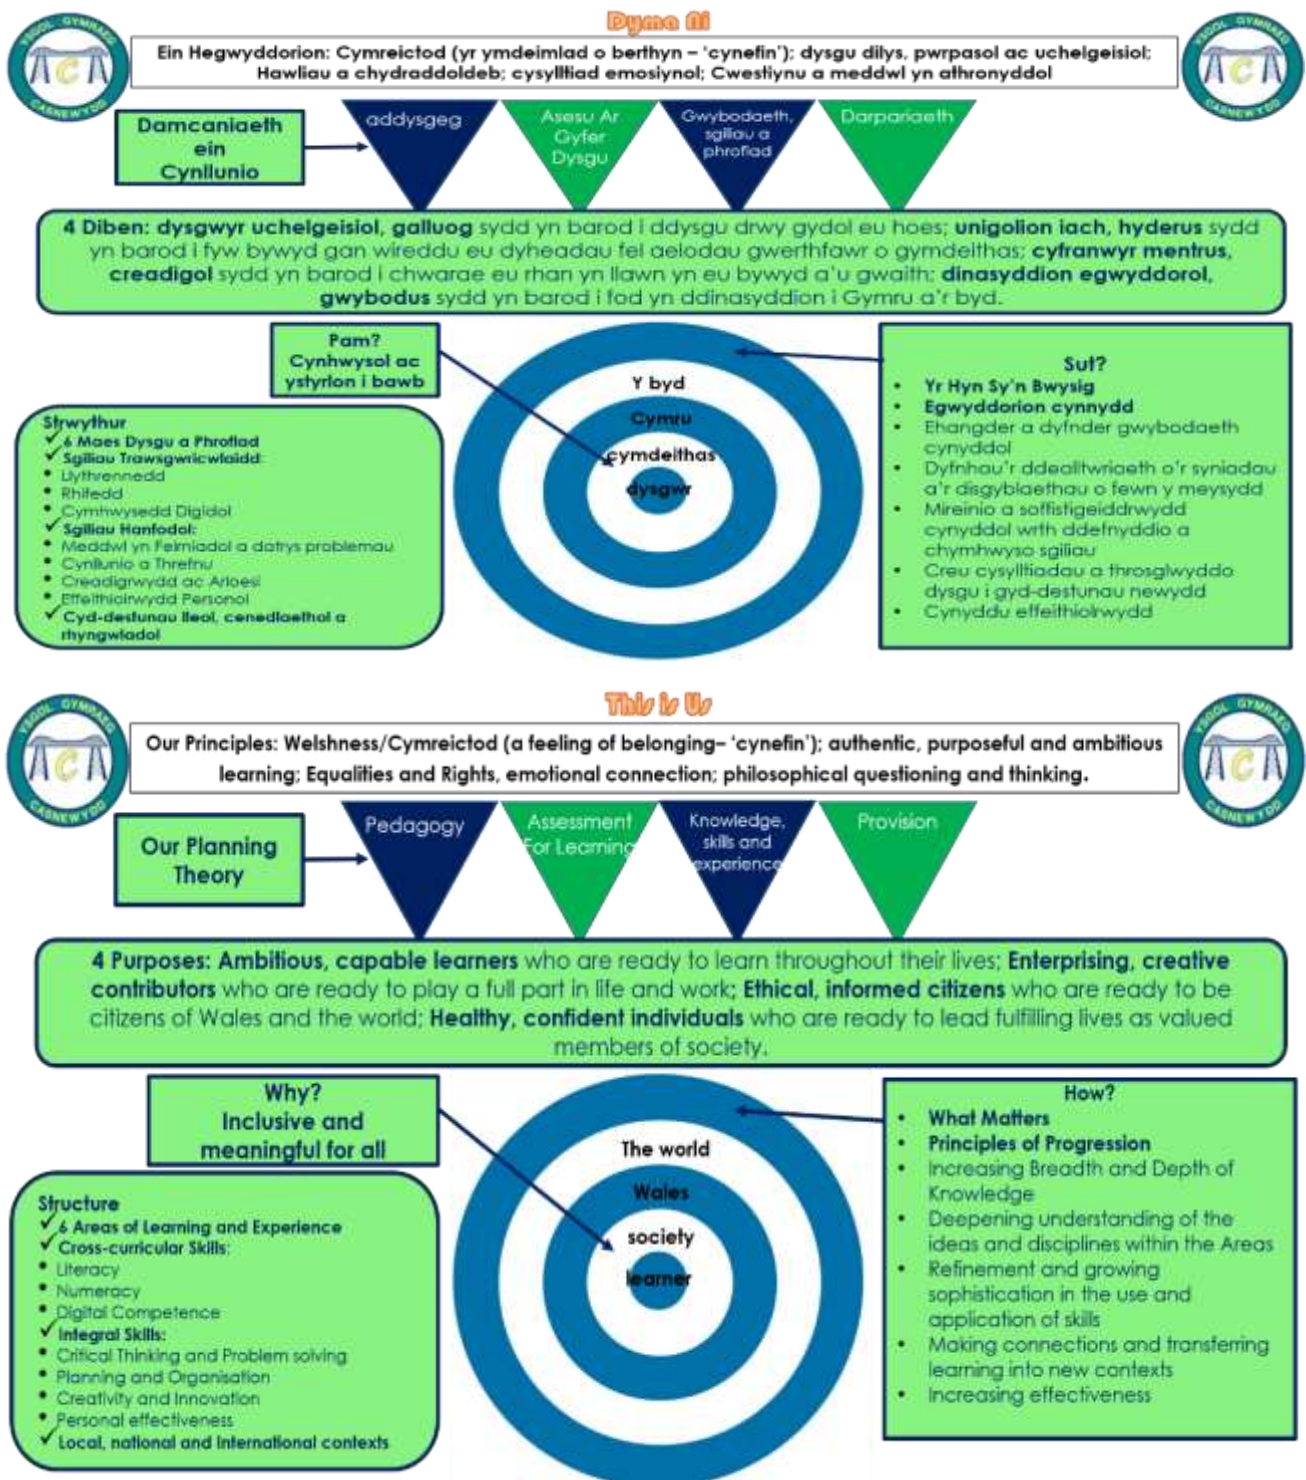 Dyma Ni
YSGOL GYMRAEG
CASNEWYDD
C
Ein Hegwyddorion: Cymreictod (yr ymdeimlad o berthyn – 'cynefin'); dysgu dilys, pwrpasol ac uchelgeisiol;
Hawliau a chydraddoldeb; cysylltiad emosiynol; Cwestiynu a meddwl yn athronyddol
YSGOL GYMRAEG
CASNEWYDD
C
Damcaniaeth
ein
Cynllunio
addysgeg
Asesu Ar
Gyfer
Dysgu
Gwybodaeth,
sgiliau a
phrofiad
Darpariaeth
4 Diben: dysgwyr uchelgeisiol, galluog sydd yn barod i ddysgu drwy gydol eu hoes; unigolion iach, hyderus sydd
yn barod i fyw bywyd gan wireddu eu dyheadau fel aelodau gwerthfawr o gymdeithas; cyfranwyr mentrus,
creadigol sydd yn barod i chwarae eu rhan yn llawn yn eu bywyd a'u gwaith; dinasyddion egwyddorol,
gwybodus sydd yn barod i fod yn ddinasyddion i Gymru a'r byd.
Pam?
Cynhwysol ac
ystyrlon i bawb
Y byd
Cymru
cymdeithas
dysgwr
Strwythur
✓ 6 Maes Dysgu a Phrofiad
✓ Sgiliau Trawsgwricwlaidd:
• Llythrennedd
• Rhifedd
• Cymhwysedd Digidol
✓ Sgiliau Hanfodol:
• Meddwl yn Feirniadol a datrys problemau
• Cynllunio a Threfnu
• Creadigrwydd ac Arloesi
• Effeithiolrwydd Personol
✓ Cyd-destunau lleol, cenedlaethol a
rhyngwladol
Sut?
• Yr Hyn Sy'n Bwysig
• Egwyddorion cynnydd
• Ehangder a dyfnder gwybodaeth
cynyddol
• Dyfnhau'r ddealltwriaeth o'r syniadau
a'r disgyblaethau o fewn y meysydd
• Mireinio a soffistigeiddrwydd
cynyddol wrth ddefnyddio a
chymhwyso sgiliau
• Creu cysylltiadau a throsglwyddo
dysgu i gyd-destunau newydd
• Cynyddu effeithiolrwydd
This is Us
YSGOL GYMRAEG
CASNEWYDD
C
Our Principles: Welshness/Cymreictod (a feeling of belonging– 'cynefin'); authentic, purposeful and ambitious
learning; Equalities and Rights, emotional connection; philosophical questioning and thinking.
YSGOL GYMRAEG
CASNEWYDD
C
Our Planning
Theory
Pedagogy
Assessment
For Learning
Knowledge,
skills and
experience
Provision
4 Purposes: Ambitious, capable learners who are ready to learn throughout their lives; Enterprising, creative
contributors who are ready to play a full part in life and work; Ethical, informed citizens who are ready to be
citizens of Wales and the world; Healthy, confident individuals who are ready to lead fulfilling lives as valued
members of society.
Why?
Inclusive and
meaningful for all
The world
Wales
society
learner
Structure
✓ 6 Areas of Learning and Experience
✓ Cross-curricular Skills:
• Literacy
• Numeracy
• Digital Competence
✓ Integral Skills:
• Critical Thinking and Problem solving
• Planning and Organisation
• Creativity and Innovation
• Personal effectiveness
✓ Local, national and International contexts
How?
• What Matters
• Principles of Progression
• Increasing Breadth and Depth of
Knowledge
• Deepening understanding of the
ideas and disciplines within the Areas
• Refinement and growing
sophistication in the use and
application of skills
• Making connections and transferring
learning into new contexts
• Increasing effectiveness